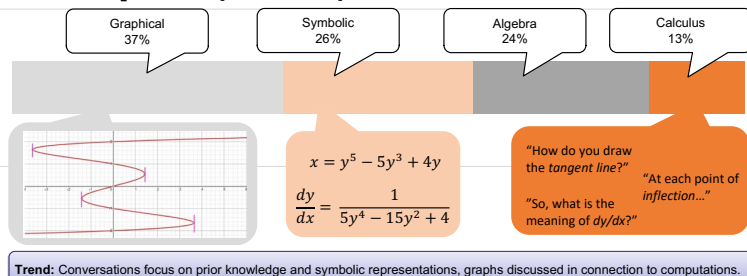 Graphical
37%
Symbolic
26%
Algebra
24%
Calculus
13%
x = y⁵ − 5y³ + 4y
dy/dx = 1/(5y⁴ − 15y² + 4)
“How do you draw
the tangent line?”
“At each point of
inflection…”
“So, what is the
meaning of dy/dx?”
Trend: Conversations focus on prior knowledge and symbolic representations, graphs discussed in connection to computations.